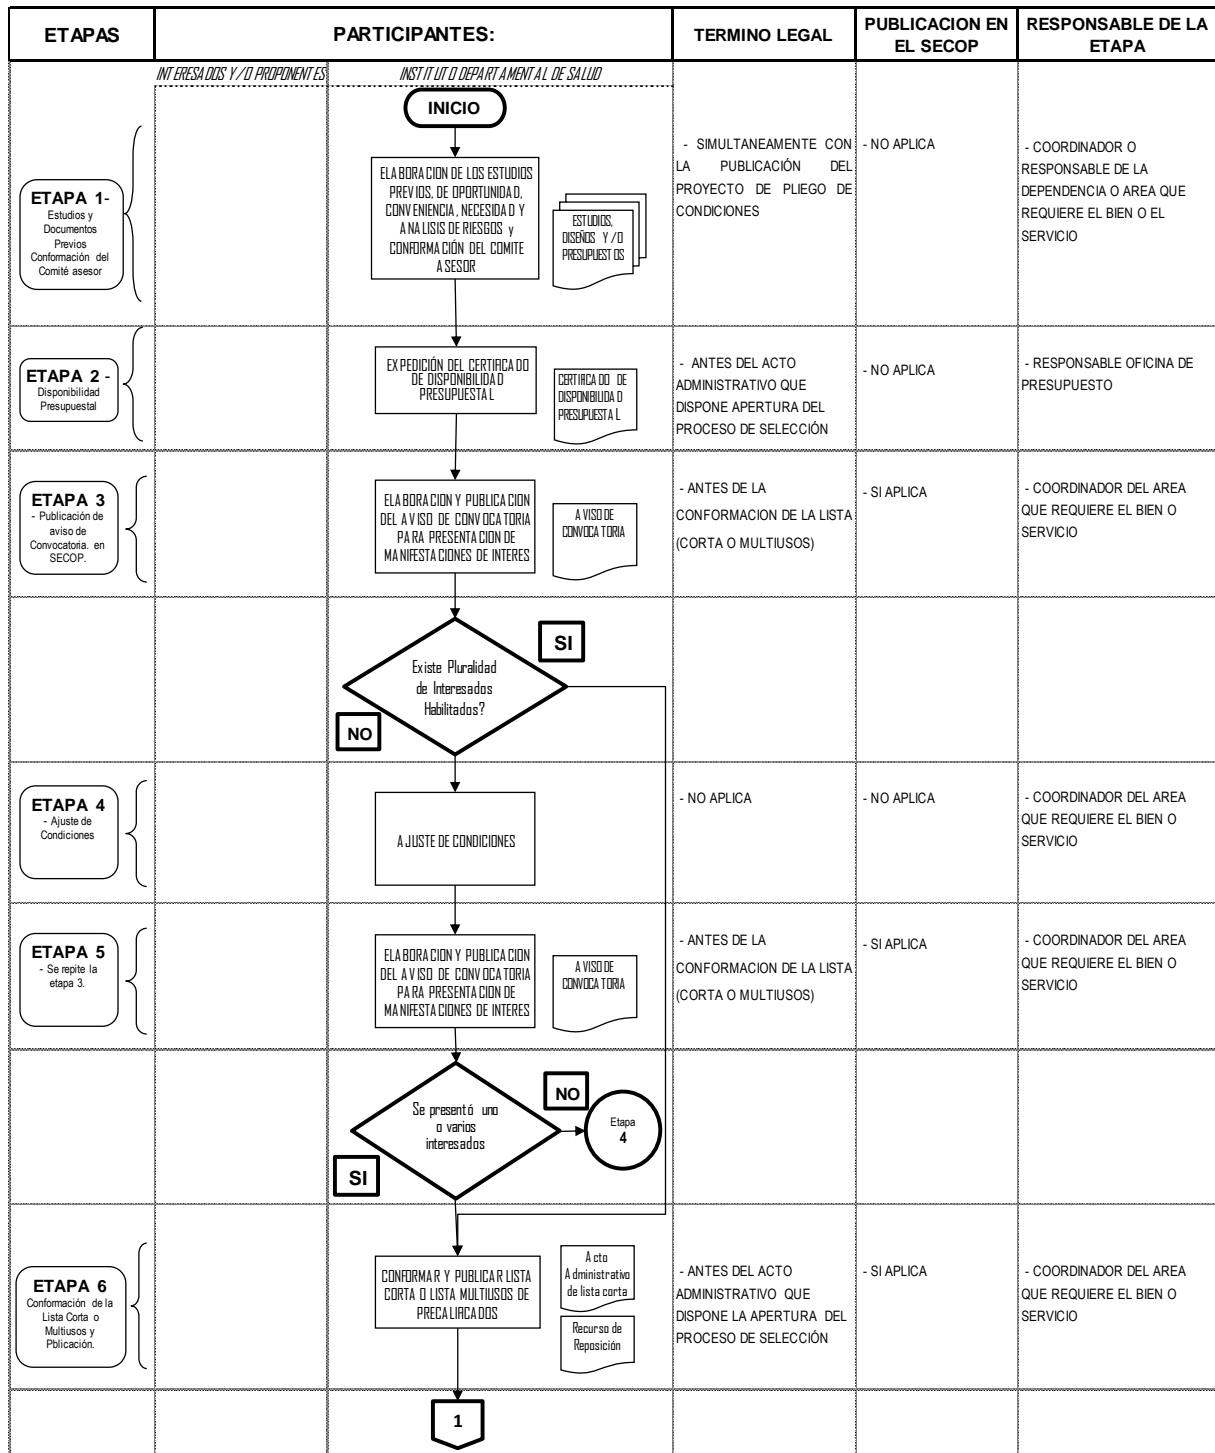 ETAPAS
PARTICIPANTES:
TERMINO LEGAL
PUBLICACION EN
EL SECOP
RESPONSABLE DE LA
ETAPA
INTERESADOS Y/O PROPONENTES
INSTITUTO DEPARTAMENTAL DE SALUD
INICIO
ETAPA 1-
Estudios y
Documentos
Previos
Conformación del
Comité asesor
ELABORACION DE LOS ESTUDIOS
PREVIOS, DE OPORTUNIDAD,
CONVENIENCIA, NECESIDAD Y
ANALISIS DE RIESGOS y
CONFORMACIÓN DEL COMITE
ASESOR
ESTUDIOS,
DISEÑOS Y/O
PRESUPUESTOS
- SIMULTANEAMENTE CON
LA PUBLICACIÓN DEL
PROYECTO DE PLIEGO DE
CONDICIONES
- NO APLICA
- COORDINADOR O
RESPONSABLE DE LA
DEPENDENCIA O AREA QUE
REQUIERE EL BIEN O EL
SERVICIO
ETAPA 2 -
Disponibilidad
Presupuestal
EXPEDICIÓN DEL CERTIFICADO
DE DISPONIBILIDAD
PRESUPUESTAL
CERTIFICADO DE
DISPONIBILIDAD
PRESUPUESTAL
- ANTES DEL ACTO
ADMINISTRATIVO QUE
DISPONE APERTURA DEL
PROCESO DE SELECCIÓN
- NO APLICA
- RESPONSABLE OFICINA DE
PRESUPUESTO
ETAPA 3
- Publicación de
aviso de
Convocatoria. en
SECOP.
ELABORACION Y PUBLICACION
DEL AVISO DE CONVOCATORIA
PARA PRESENTACION DE
MANIFESTACIONES DE INTERES
AVISO DE
CONVOCATORIA
- ANTES DE LA
CONFORMACION DE LA LISTA
(CORTA O MULTIUSOS)
- SI APLICA
- COORDINADOR DEL AREA
QUE REQUIERE EL BIEN O
SERVICIO
SI
Existe Pluralidad
de Interesados
Habilitados?
NO
ETAPA 4
- Ajuste de
Condiciones
AJUSTE DE CONDICIONES
- NO APLICA
- NO APLICA
- COORDINADOR DEL AREA
QUE REQUIERE EL BIEN O
SERVICIO
ETAPA 5
- Se repite la
etapa 3.
ELABORACION Y PUBLICACION
DEL AVISO DE CONVOCATORIA
PARA PRESENTACION DE
MANIFESTACIONES DE INTERES
AVISO DE
CONVOCATORIA
- ANTES DE LA
CONFORMACION DE LA LISTA
(CORTA O MULTIUSOS)
- SI APLICA
- COORDINADOR DEL AREA
QUE REQUIERE EL BIEN O
SERVICIO
Se presentó uno
o varios
interesados
NO
Etapa
4
SI
ETAPA 6
Conformación de la
Lista Corta o
Multiusos y
Pblicación.
CONFORMAR Y PUBLICAR LISTA
CORTA O LISTA MULTIUSOS DE
PRECALIFICADOS
Acto
Administrativo
de lista corta
Recurso de
Reposición
- ANTES DEL ACTO
ADMINISTRATIVO QUE
DISPONE LA APERTURA DEL
PROCESO DE SELECCIÓN
- SI APLICA
- COORDINADOR DEL AREA
QUE REQUIERE EL BIEN O
SERVICIO
1